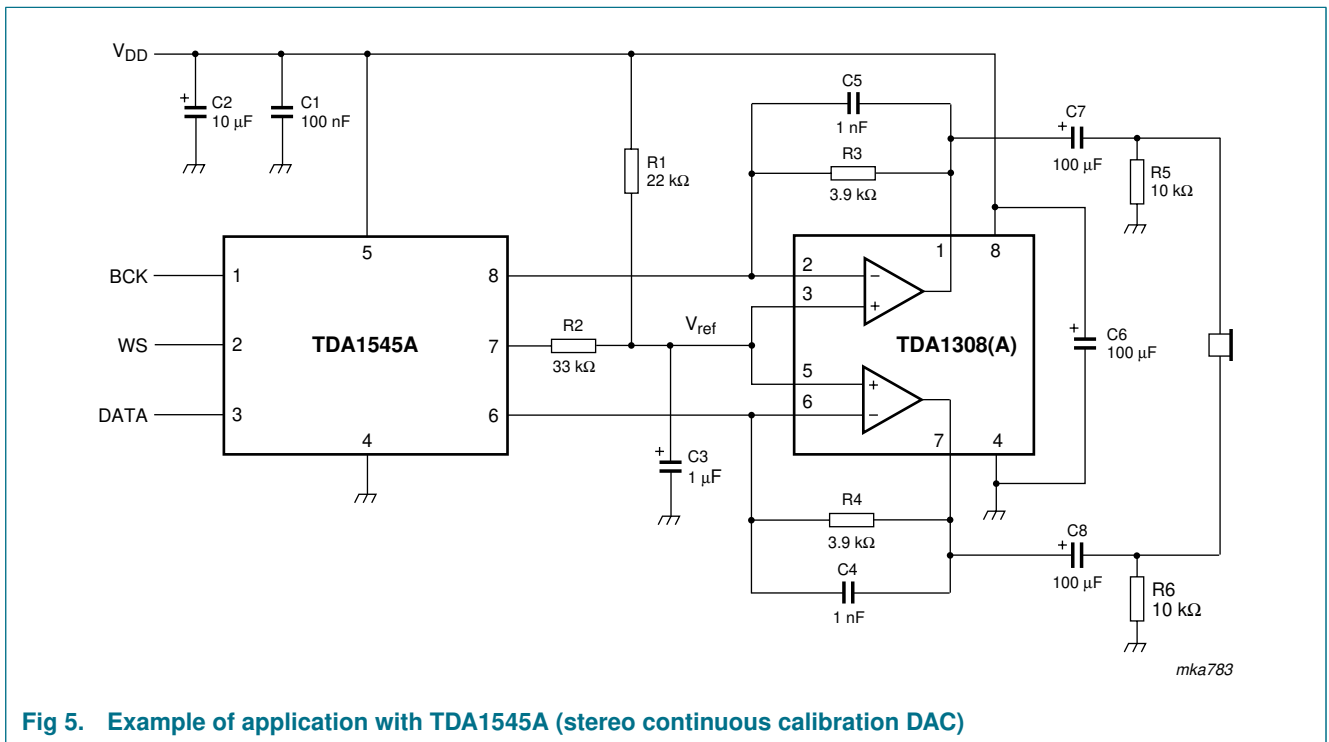 VDD
C2
10 μF
C1
100 nF
R1
22 kΩ
C5
1 nF
R3
3.9 kΩ
C7
100 μF
R5
10 kΩ
BCK
WS
DATA
1
2
3
5
TDA1545A
4
8
7
6
R2
33 kΩ
Vref
C3
1 μF
2
3
5
6
1
8
−
+
+
−
TDA1308(A)
7
4
C6
100 μF
R4
3.9 kΩ
C4
1 nF
C8
100 μF
R6
10 kΩ
+
+
+
+
+
mka783
Fig 5. Example of application with TDA1545A (stereo continuous calibration DAC)